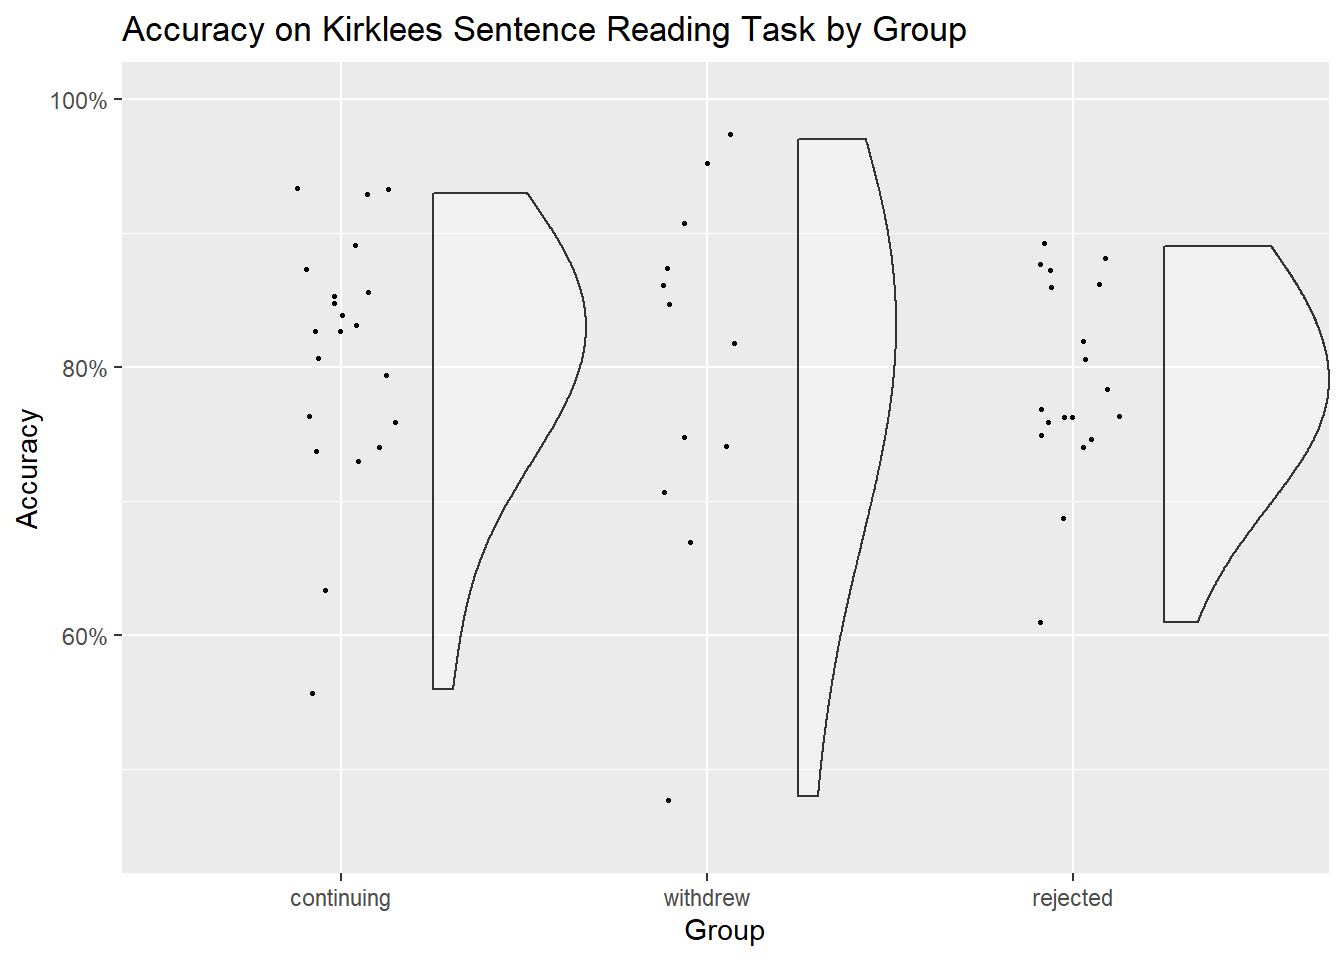 Accuracy on Kirklees Sentence Reading Task by Group
100%
80%
60%
Accuracy
continuing withdrew rejected
Group